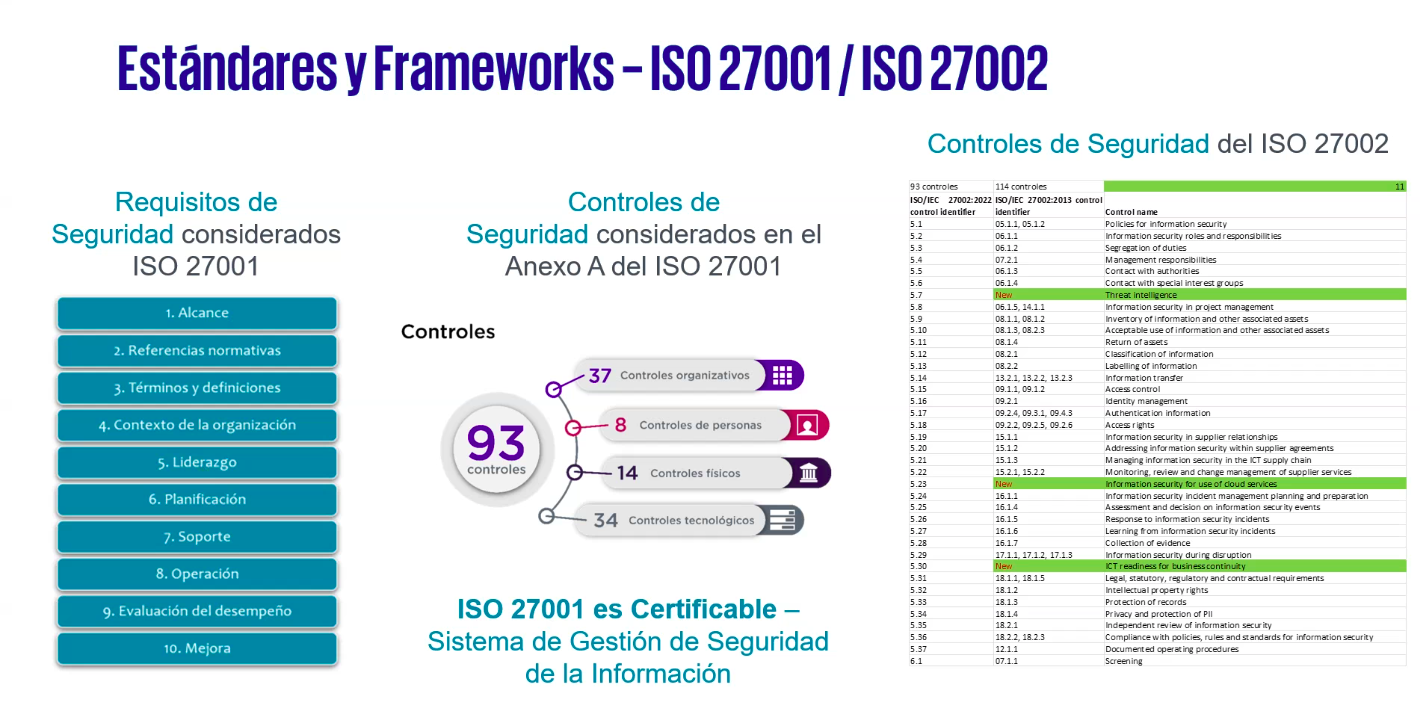 Estándares y Frameworks – ISO 27001 / ISO 27002
Requisitos de
Seguridad considerados
ISO 27001
1. Alcance
2. Referencias normativas
3. Términos y definiciones
4. Contexto de la organización
5. Liderazgo
6. Planificación
7. Soporte
8. Operación
9. Evaluación del desempeño
10. Mejora
Controles de
Seguridad considerados en el
Anexo A del ISO 27001
Controles
93
controles
37 Controles organizativos
8 Controles de personas
14 Controles físicos
34 Controles tecnológicos
ISO 27001 es Certificable –
Sistema de Gestión de Seguridad
de la Información
Controles de Seguridad del ISO 27002
93 controles 114 controles 11
ISO/IEC 27002:2022 ISO/IEC 27002:2013 control
control identifier identifier Control name
5.1 05.1.1, 05.1.2 Policies for information security
5.2 06.1.1 Information security roles and responsibilities
5.3 06.1.2 Segregation of duties
5.4 07.2.1 Management responsibilities
5.5 06.1.3 Contact with authorities
5.6 06.1.4 Contact with special interest groups
5.7 New Threat intelligence
5.8 06.1.5, 14.1.1 Information security in project management
5.9 08.1.1, 08.1.2 Inventory of information and other associated assets
5.10 08.1.3, 08.2.3 Acceptable use of information and other associated assets
5.11 08.1.4 Return of assets
5.12 08.2.1 Classification of information
5.13 08.2.2 Labelling of information
5.14 13.2.1, 13.2.2, 13.2.3 Information transfer
5.15 09.1.1, 09.1.2 Access control
5.16 09.2.1 Identity management
5.17 09.2.4, 09.3.1, 09.4.3 Authentication information
5.18 09.2.2, 09.2.5, 09.2.6 Access rights
5.19 15.1.1 Information security in supplier relationships
5.20 15.1.2 Addressing information security within supplier agreements
5.21 15.1.3 Managing information security in the ICT supply chain
5.22 15.2.1, 15.2.2 Monitoring, review and change management of supplier services
5.23 New Information security for use of cloud services
5.24 16.1.1 Information security incident management planning and preparation
5.25 16.1.4 Assessment and decision on information security events
5.26 16.1.5 Response to information security incidents
5.27 16.1.6 Learning from information security incidents
5.28 16.1.7 Collection of evidence
5.29 17.1.1, 17.1.2, 17.1.3 Information security during disruption
5.30 New ICT readiness for business continuity
5.31 18.1.1, 18.1.5 Legal, statutory, regulatory and contractual requirements
5.32 18.1.2 Intellectual property rights
5.33 18.1.3 Protection of records
5.34 18.1.4 Privacy and protection of PII
5.35 18.2.1 Independent review of information security
5.36 18.2.2, 18.2.3 Compliance with policies, rules and standards for information security
5.37 12.1.1 Documented operating procedures
6.1 07.1.1 Screening